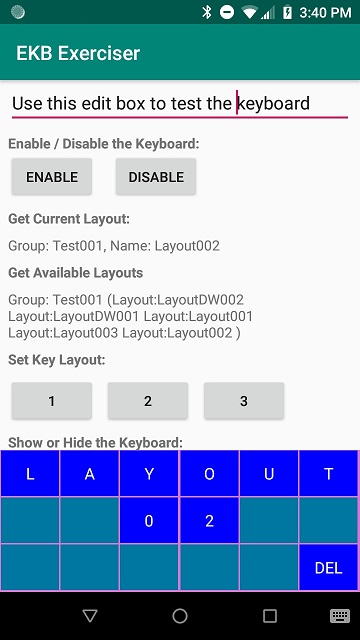 3:40 PM
EKB Exerciser
Use this edit box to test the keyboard
Enable / Disable the Keyboard:
ENABLE DISABLE
Get Current Layout:
Group: Test001, Name: Layout002
Get Available Layouts
Group: Test001 (Layout:LayoutDW002
Layout:LayoutDW001 Layout:Layout001
Layout:Layout003 Layout:Layout002 )
Set Key Layout:
1 2 3
Show or Hide the Keyboard:
L A Y O U T
0 2
DEL